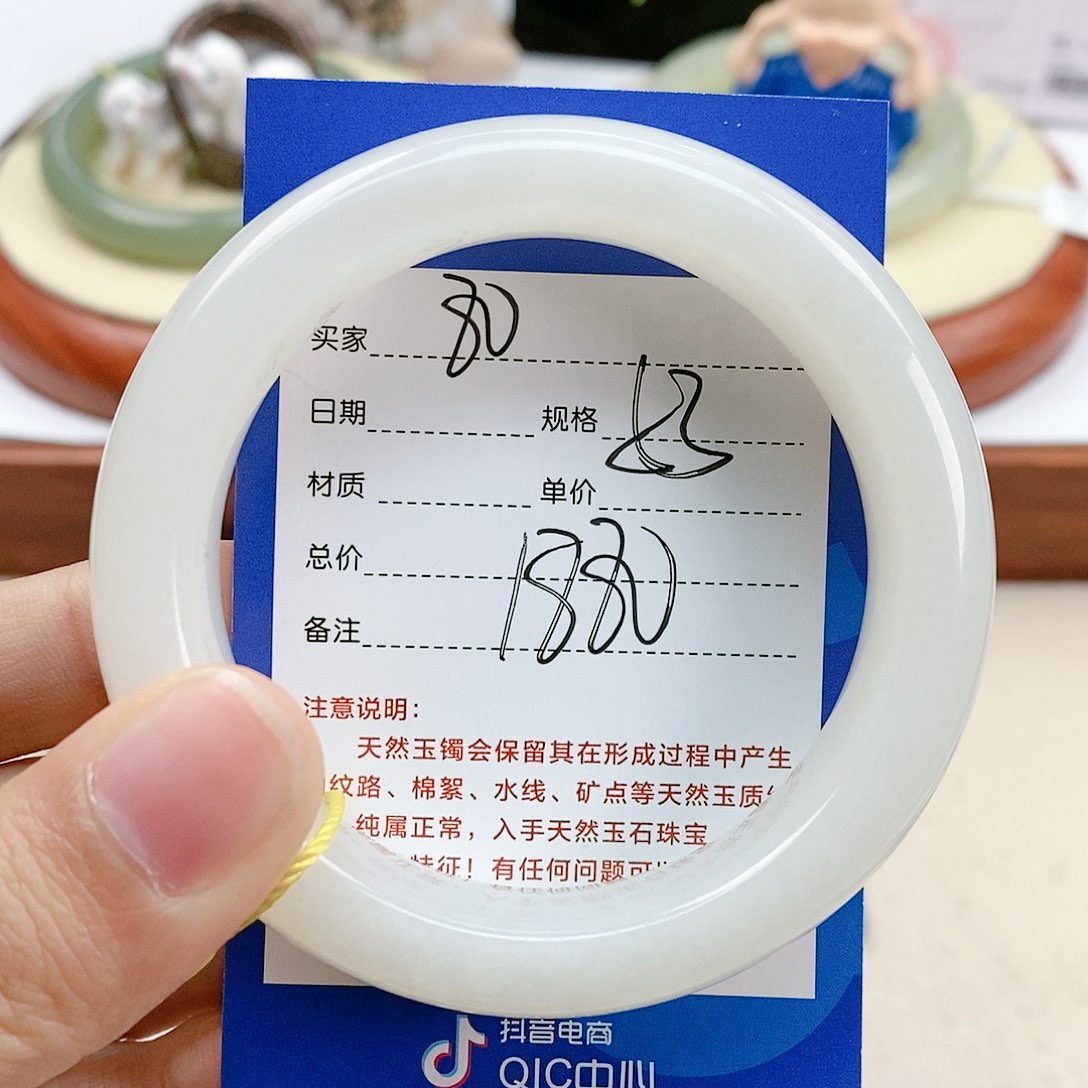 买家 80
日期 规格
材质 单价
总价 1880
备注
注意说明：
天然玉镯会保留其在形成过程中产生
纹路、棉絮、水线、矿点等天然玉质
纯属正常，入手天然玉石珠宝
特征！有任何问题可
抖音电商
QIC中心